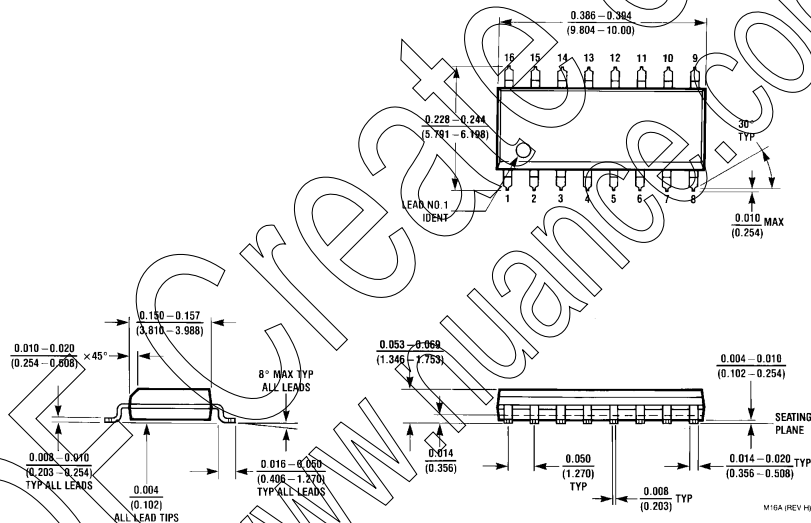 0.386 – 0.394
(9.804 – 10.00)
16 15 14 13 12 11 10 9
0.228 – 0.244
(5.791 – 6.198)
30°
TYP
LEAD NO.1
IDENT
1 2 3 4 5 6 7 8
0.010 MAX
(0.254)
0.150 – 0.157
(3.810 – 3.988)
0.010 – 0.020 × 45°
(0.254 – 0.508)
8° MAX TYP
ALL LEADS
0.053 – 0.069
(1.346 – 1.753)
0.004 – 0.010
(0.102 – 0.254)
SEATING
PLANE
0.008 – 0.010
(0.203 – 0.254)
TYP ALL LEADS
0.004
(0.102)
ALL LEAD TIPS
0.016 – 0.050
(0.406 – 1.270)
TYP ALL LEADS
0.014
(0.356)
0.050
(1.270)
TYP
0.008 TYP
(0.203)
0.014 – 0.020 TYP
(0.356 – 0.508)
M16A (REV H)
Create
www.nuance.com